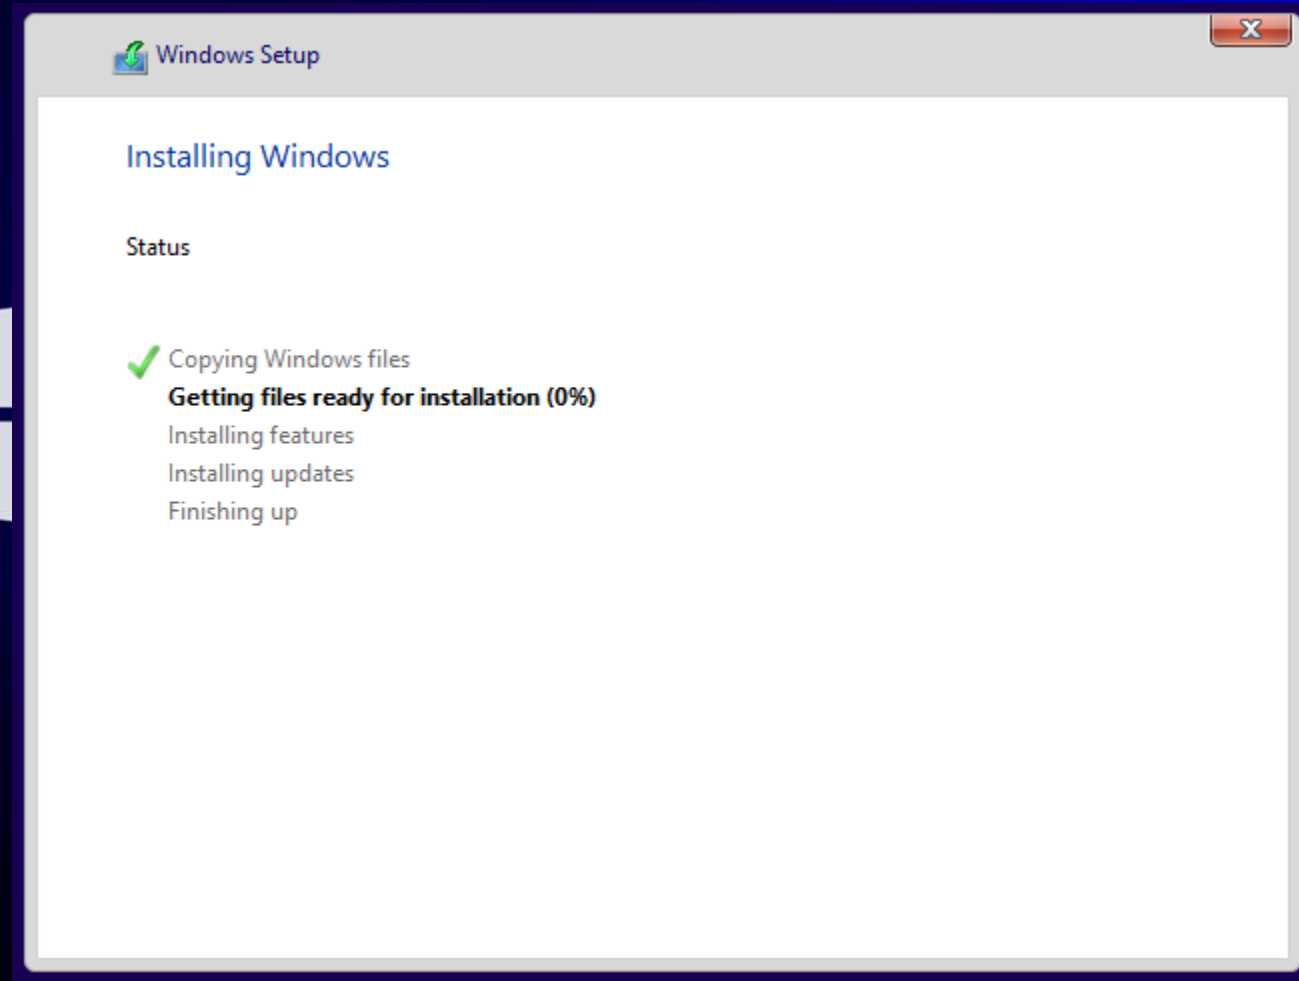 Windows Setup
Installing Windows
Status
Copying Windows files
Getting files ready for installation (0%)
Installing features
Installing updates
Finishing up